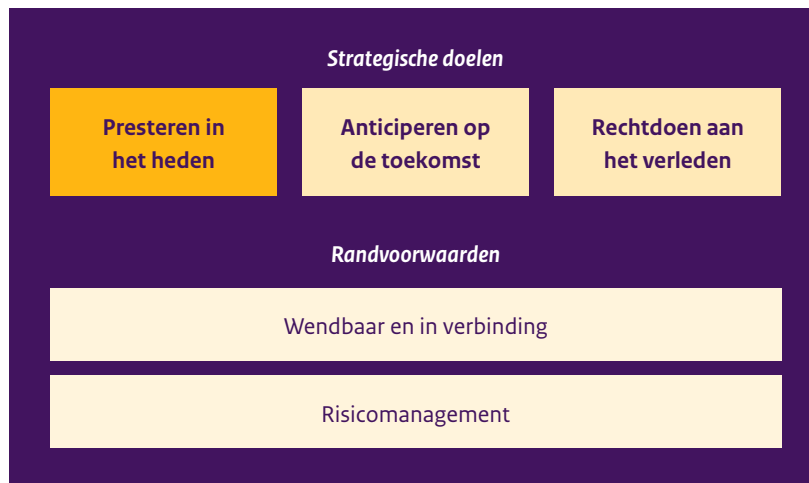 Strategische doelen
Presteren in
het heden
Anticiperen op
de toekomst
Rechtdoen aan
het verleden
Randvoorwaarden
Wendbaar en in verbinding
Risicomanagement